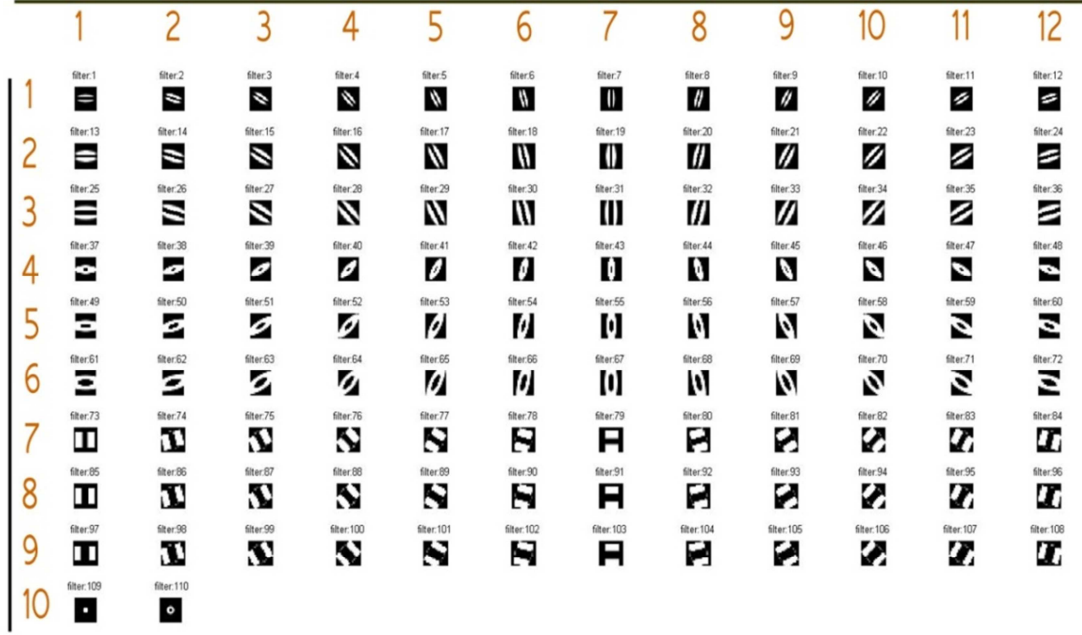 1 2 3 4 5 6 7 8 9 10 11 12
filter:1 filter:2 filter:3 filter:4 filter:5 filter:6 filter:7 filter:8 filter:9 filter:10 filter:11 filter:12
1
filter:13 filter:14 filter:15 filter:16 filter:17 filter:18 filter:19 filter:20 filter:21 filter:22 filter:23 filter:24
2
filter:25 filter:26 filter:27 filter:28 filter:29 filter:30 filter:31 filter:32 filter:33 filter:34 filter:35 filter:36
3
filter:37 filter:38 filter:39 filter:40 filter:41 filter:42 filter:43 filter:44 filter:45 filter:46 filter:47 filter:48
4
filter:49 filter:50 filter:51 filter:52 filter:53 filter:54 filter:55 filter:56 filter:57 filter:58 filter:59 filter:60
5
filter:61 filter:62 filter:63 filter:64 filter:65 filter:66 filter:67 filter:68 filter:69 filter:70 filter:71 filter:72
6
filter:73 filter:74 filter:75 filter:76 filter:77 filter:78 filter:79 filter:80 filter:81 filter:82 filter:83 filter:84
7
filter:85 filter:86 filter:87 filter:88 filter:89 filter:90 filter:91 filter:92 filter:93 filter:94 filter:95 filter:96
8
filter:97 filter:98 filter:99 filter:100 filter:101 filter:102 filter:103 filter:104 filter:105 filter:106 filter:107 filter:108
9
filter:109 filter:110
10